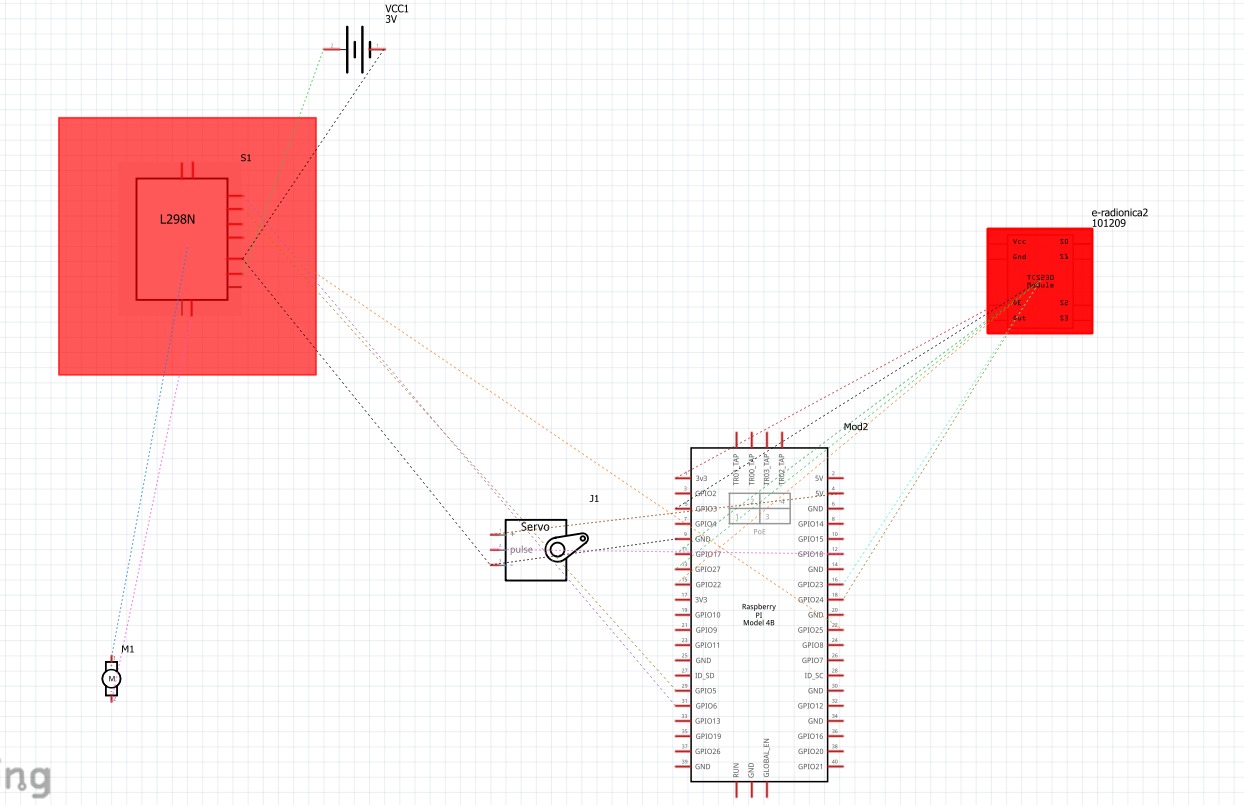 VCC1
3V
S1
L298N
e-radionica2
101209
Vcc
S0
Gnd
S1
TCS230
Module
OE
S2
Out
S3
Mod2
TR01_TAP
TR00_TAP
TR03_TAP
TR02_TAP
3v3
5V
GPIO2
5V
GPIO3
GND
GPIO4
GPIO14
PoE
GND
GPIO15
GPIO17
GPIO18
GPIO27
GND
GPIO22
GPIO23
3V3
GPIO24
Raspberry
PI
Model 4B
GPIO10
GND
GPIO9
GPIO25
GPIO11
GPIO8
GND
GPIO7
ID_SD
ID_SC
GPIO5
GND
GPIO6
GPIO12
GPIO13
GND
GPIO19
GPIO16
GPIO26
GPIO20
GND
GPIO21
RUN
GND
GLOBAL_EN
J1
Servo
pulse
M1
M
ing